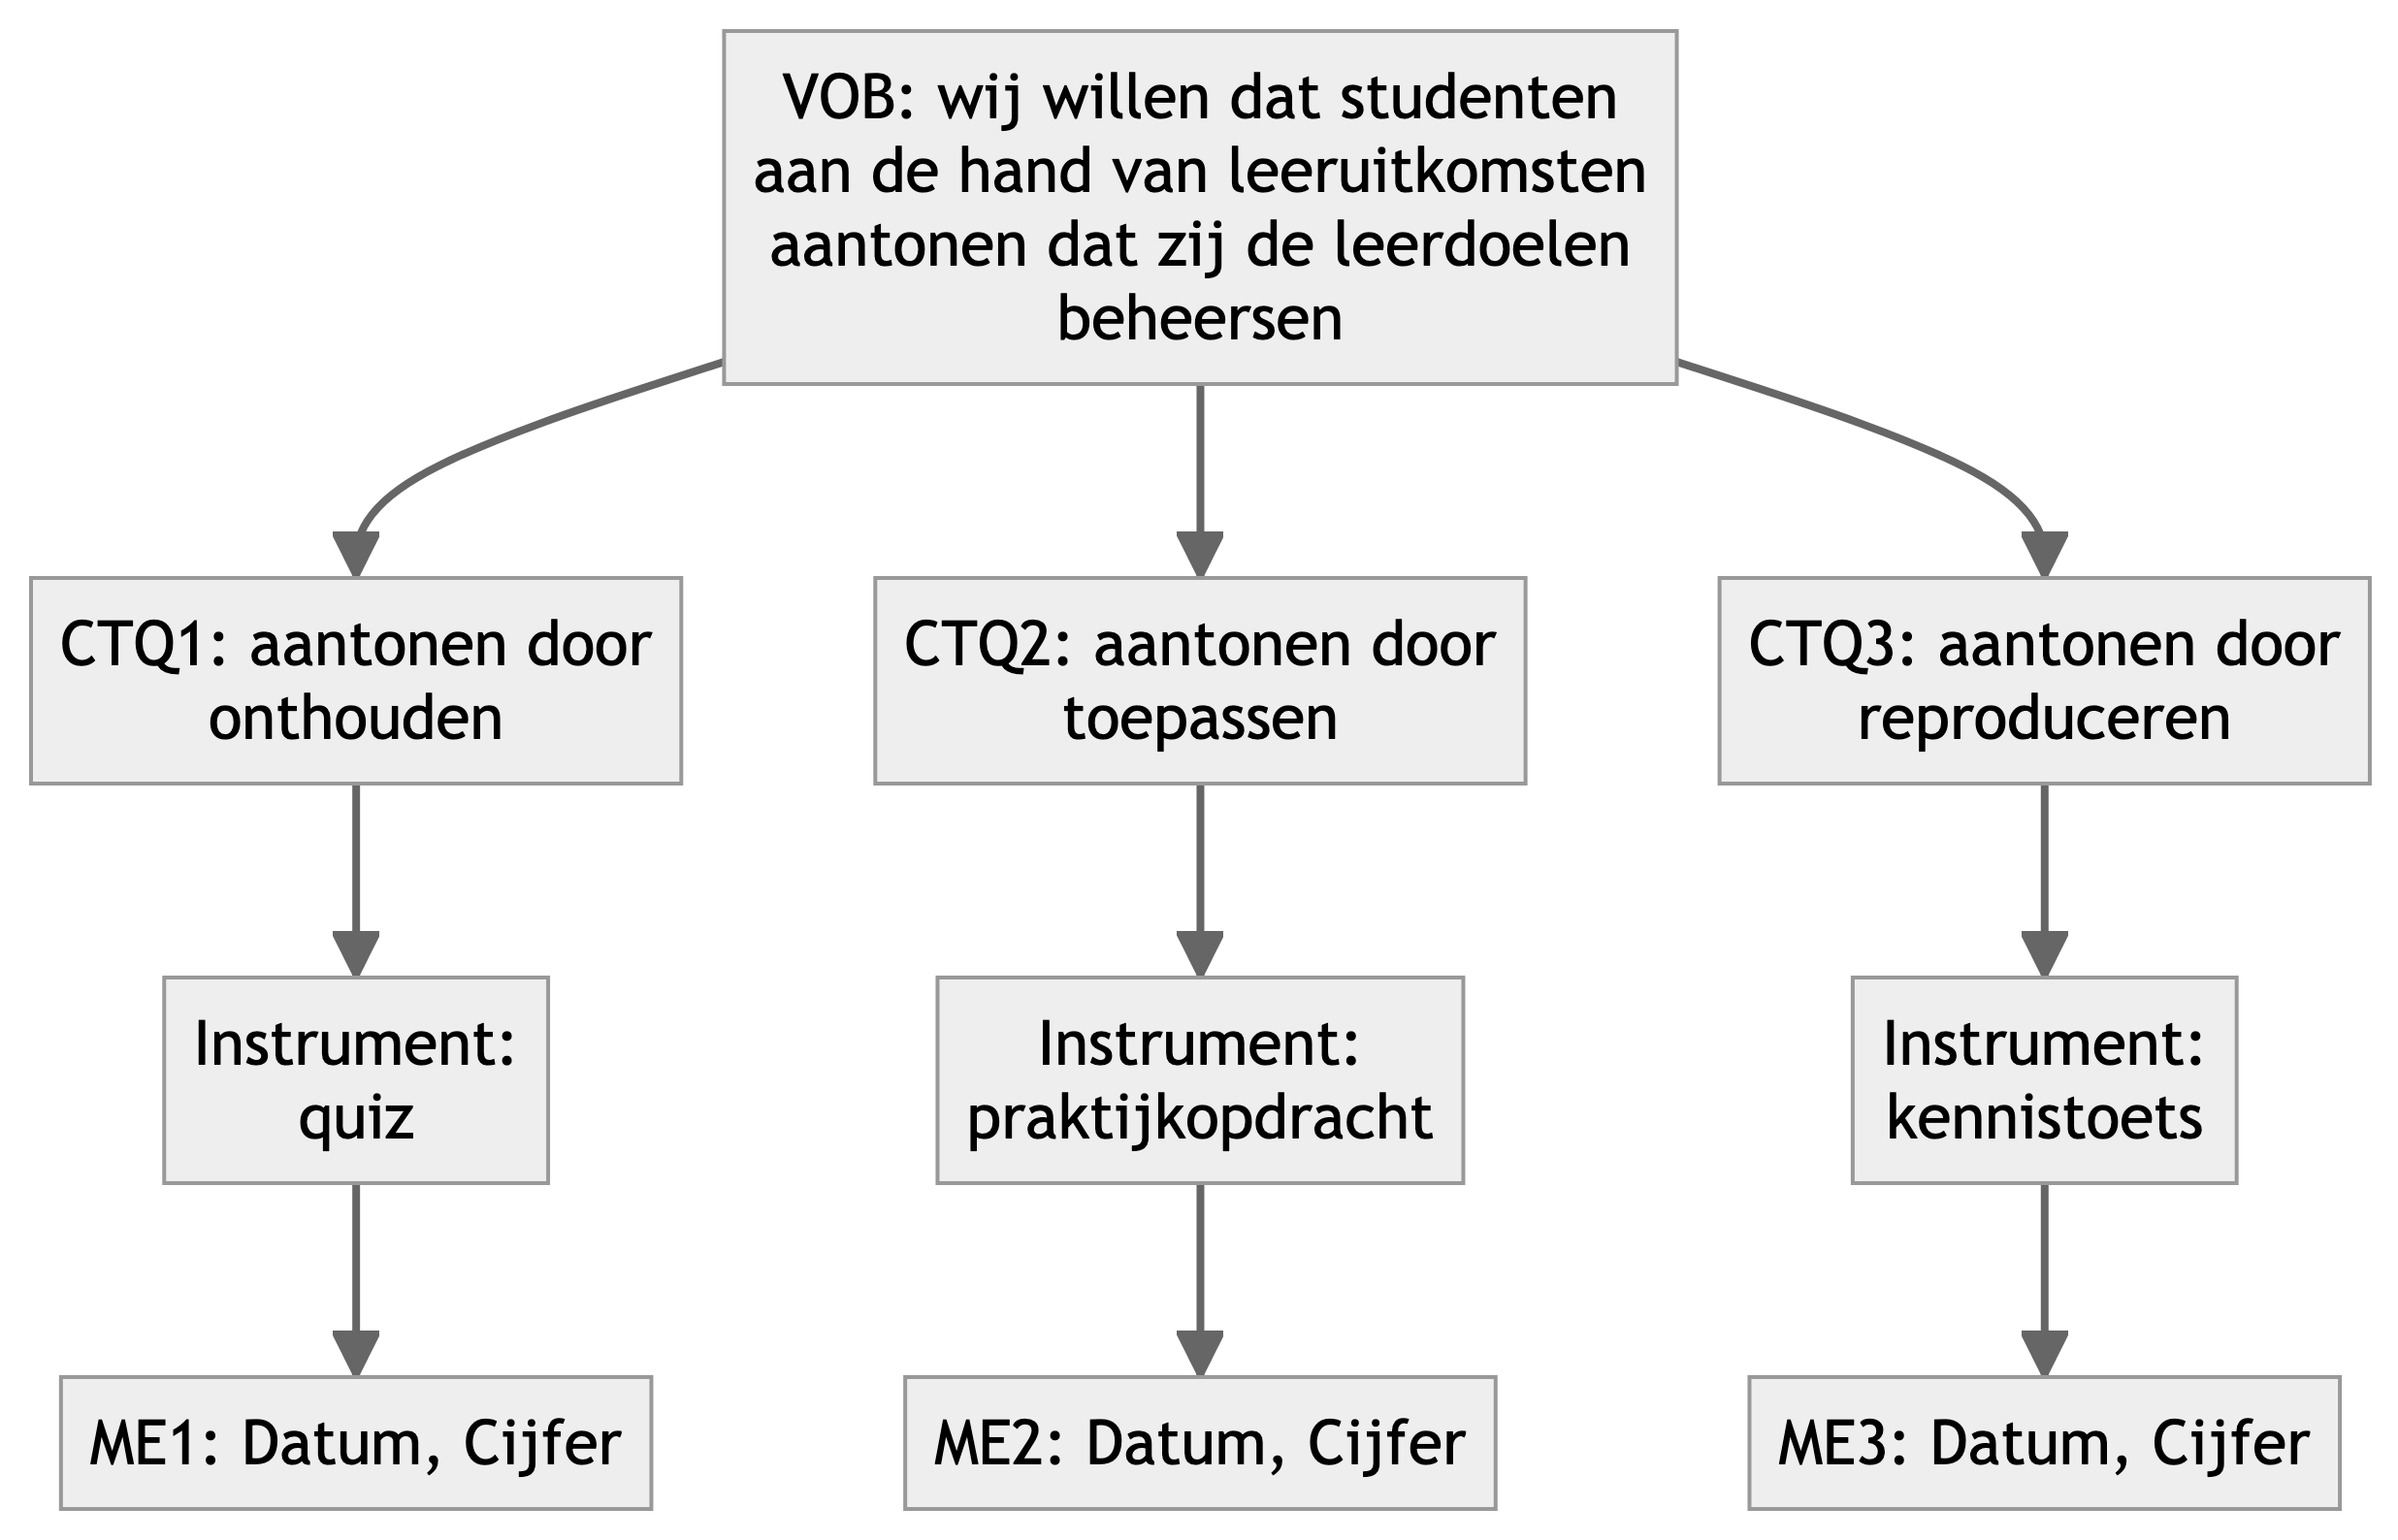 VOB: wij willen dat studenten
aan de hand van leeruitkomsten
aantonen dat zij de leerdoelen
beheersen
CTQ1: aantonen door
onthouden
CTQ2: aantonen door
toepassen
CTQ3: aantonen door
reproduceren
Instrument:
quiz
Instrument:
praktijkopdracht
Instrument:
kennistoets
ME1: Datum, Cijfer
ME2: Datum, Cijfer
ME3: Datum, Cijfer